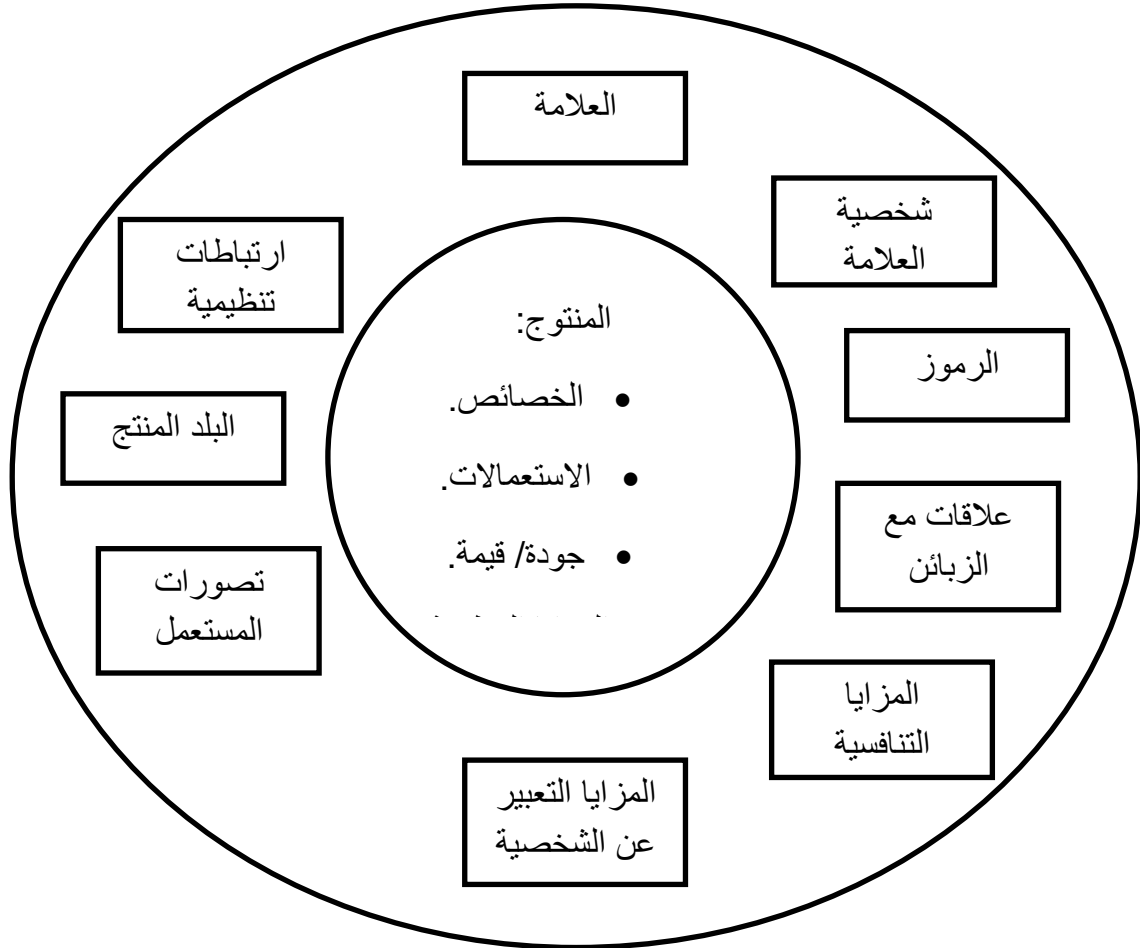 العلامة
شخصية
العلامة
ارتباطات
تنظيمية
المنتوج:
• الخصائص.
• الاستعمالات.
• جودة/ قيمة.
الرموز
البلد المنتج
علاقات مع
الزبائن
تصورات
المستعمل
المزايا
التنافسية
المزايا التعبير
عن الشخصية